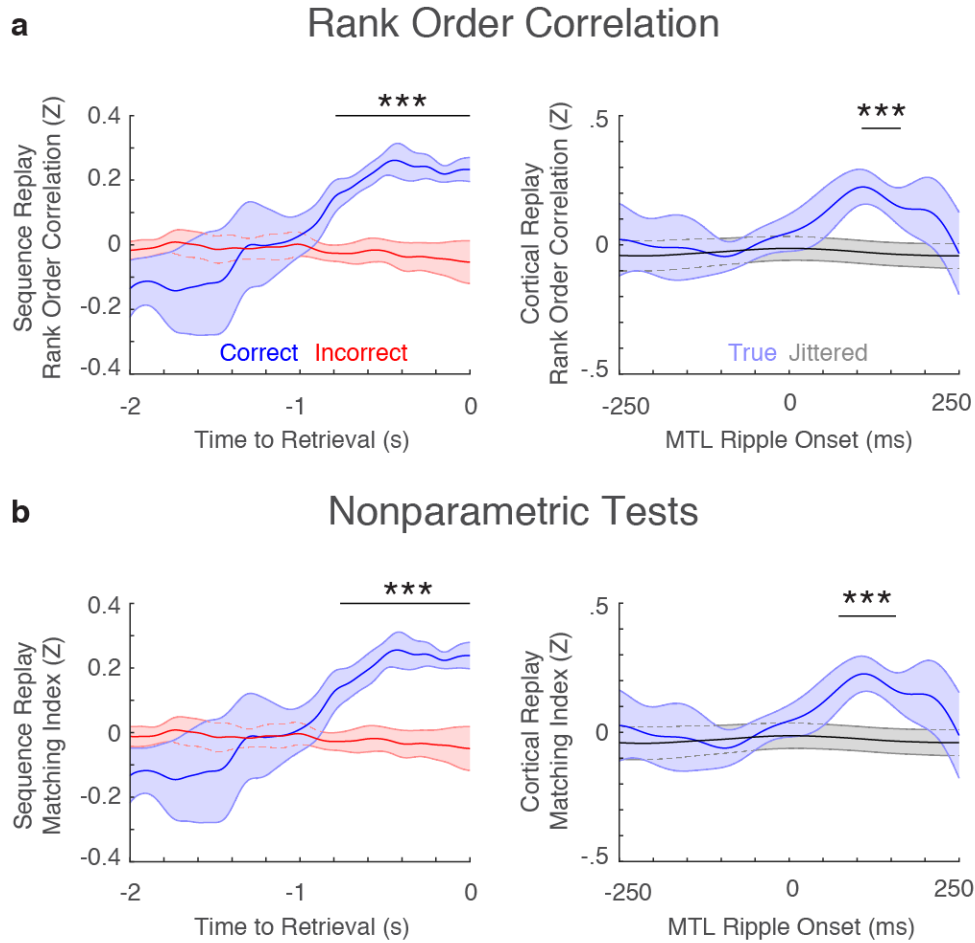 a
Rank Order Correlation
Sequence Replay
Rank Order Correlation (Z)
0.4
0.2
0
-0.2
-0.4
***
Correct Incorrect
-2
-1
0
Time to Retrieval (s)
Cortical Replay
Rank Order Correlation (Z)
.5
0
-.5
***
True Jittered
-250
0
250
MTL Ripple Onset (ms)
b
Nonparametric Tests
Sequence Replay
Matching Index (Z)
0.4
0.2
0
-0.2
-0.4
***
-2
-1
0
Time to Retrieval (s)
Cortical Replay
Matching Index (Z)
.5
0
-.5
***
-250
0
250
MTL Ripple Onset (ms)